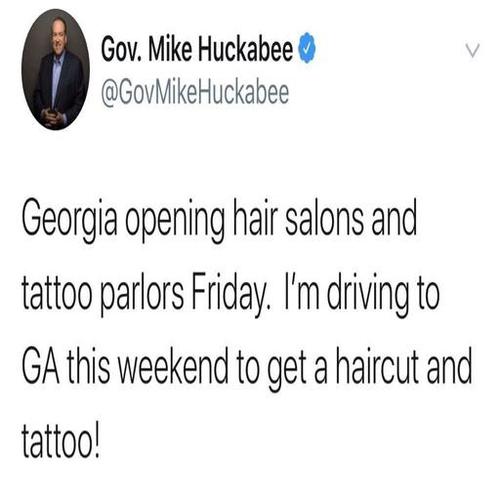 Gov. Mike Huckabee
@GovMikeHuckabee
Georgia opening hair salons and
tattoo parlors Friday. I'm driving to
GA this weekend to get a haircut and
tattoo!